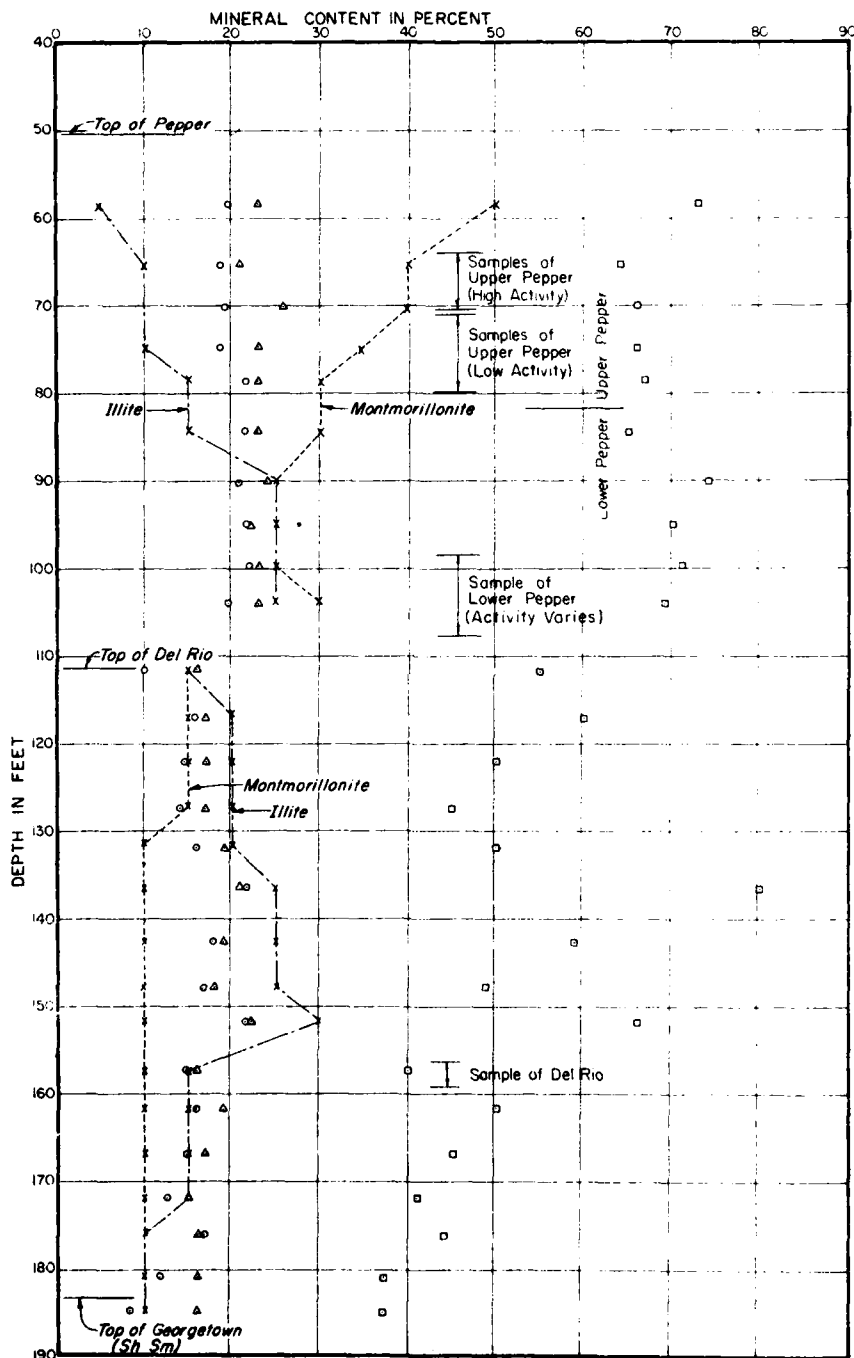 MINERAL CONTENT IN PERCENT
0 10 20 30 40 50 60 70 80 90
DEPTH IN FEET
40
50
60
70
80
90
100
110
120
130
140
150
160
170
180
190
Top of Pepper
Samples of
Upper Pepper
(High Activity)
Samples of
Upper Pepper
(Low Activity)
Upper Pepper
Lower Pepper
Illite
Montmorillonite
Sample of
Lower Pepper
(Activity Varies)
Top of Del Rio
Montmorillonite
Illite
Sample of Del Rio
Top of Georgetown
(Sh Sm)